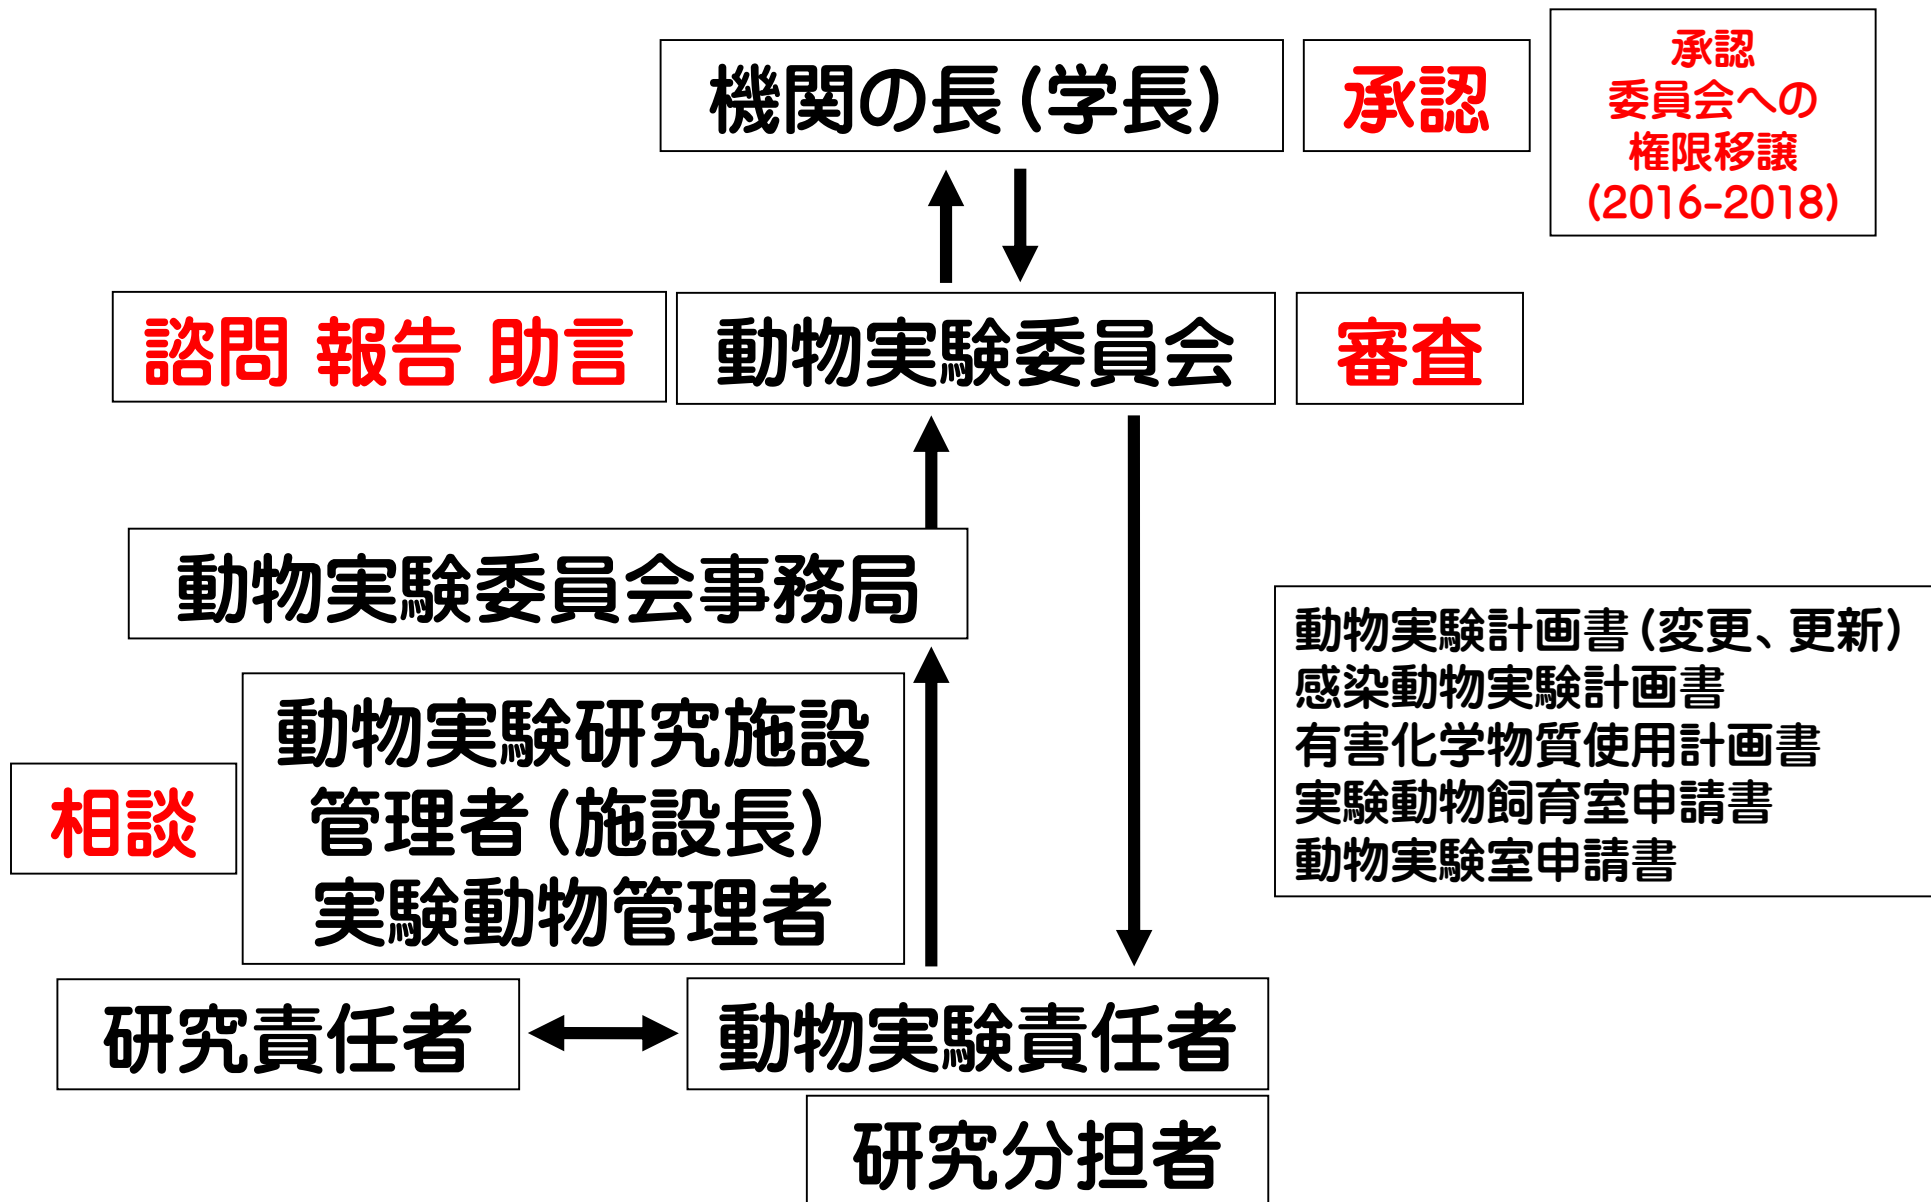 機関の長(学長)
承認
承認
委員会への
権限移譲
(2016-2018)
諮問 報告 助言
動物実験委員会
審査
動物実験委員会事務局
動物実験計画書(変更、更新)
感染動物実験計画書
有害化学物質使用計画書
実験動物飼育室申請書
動物実験室申請書
動物実験研究施設
管理者(施設長)
実験動物管理者
相談
研究責任者
動物実験責任者
研究分担者